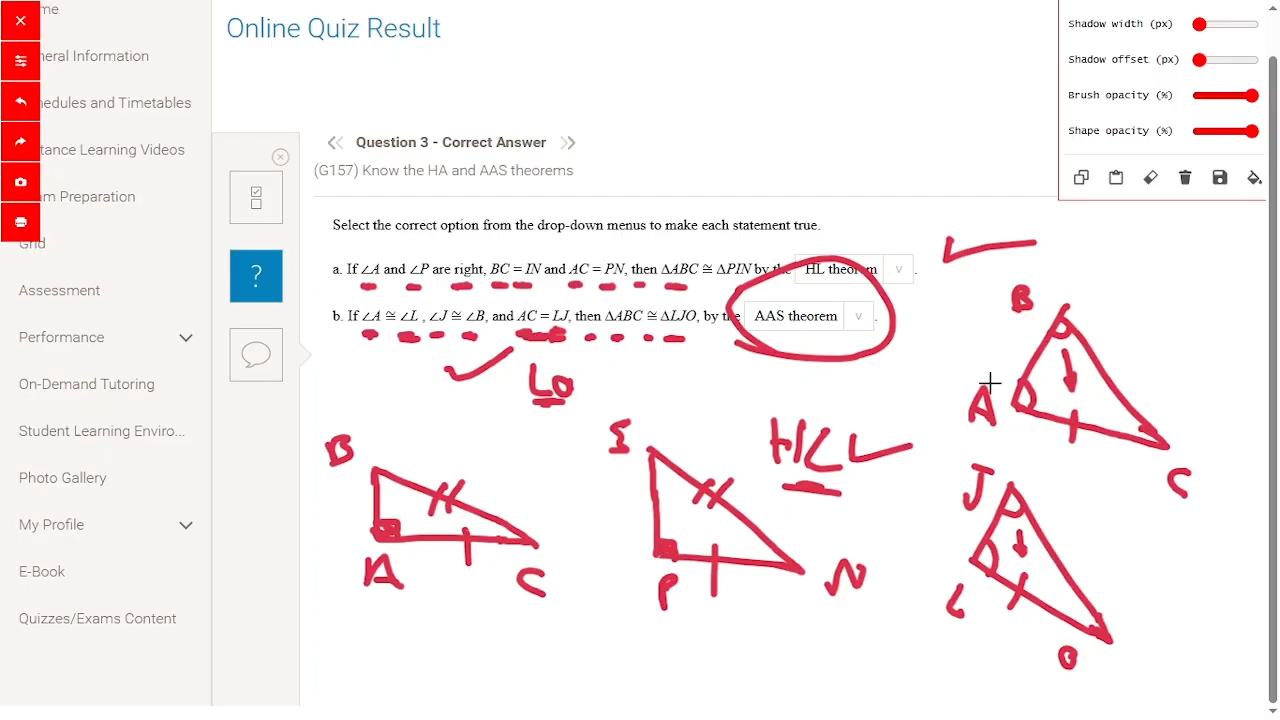 me
neral Information
hedules and Timetables
tance Learning Videos
am Preparation
Grid
Assessment
Performance
On-Demand Tutoring
Student Learning Enviro...
Photo Gallery
My Profile
E-Book
Quizzes/Exams Content
Online Quiz Result
Question 3 - Correct Answer
(G157) Know the HA and AAS theorems
Select the correct option from the drop-down menus to make each statement true.
a. If ∠A and ∠P are right, BC = IN and AC = PN, then ΔABC ≅ ΔPIN by the HL theorem .
b. If ∠A ≅ ∠L , ∠J ≅ ∠B, and AC = LJ, then ΔABC ≅ ΔLJO, by the AAS theorem .
LO
B
A
C
I
P
N
HL
B
A
C
J
L
O
Shadow width (px)
Shadow offset (px)
Brush opacity (%)
Shape opacity (%)